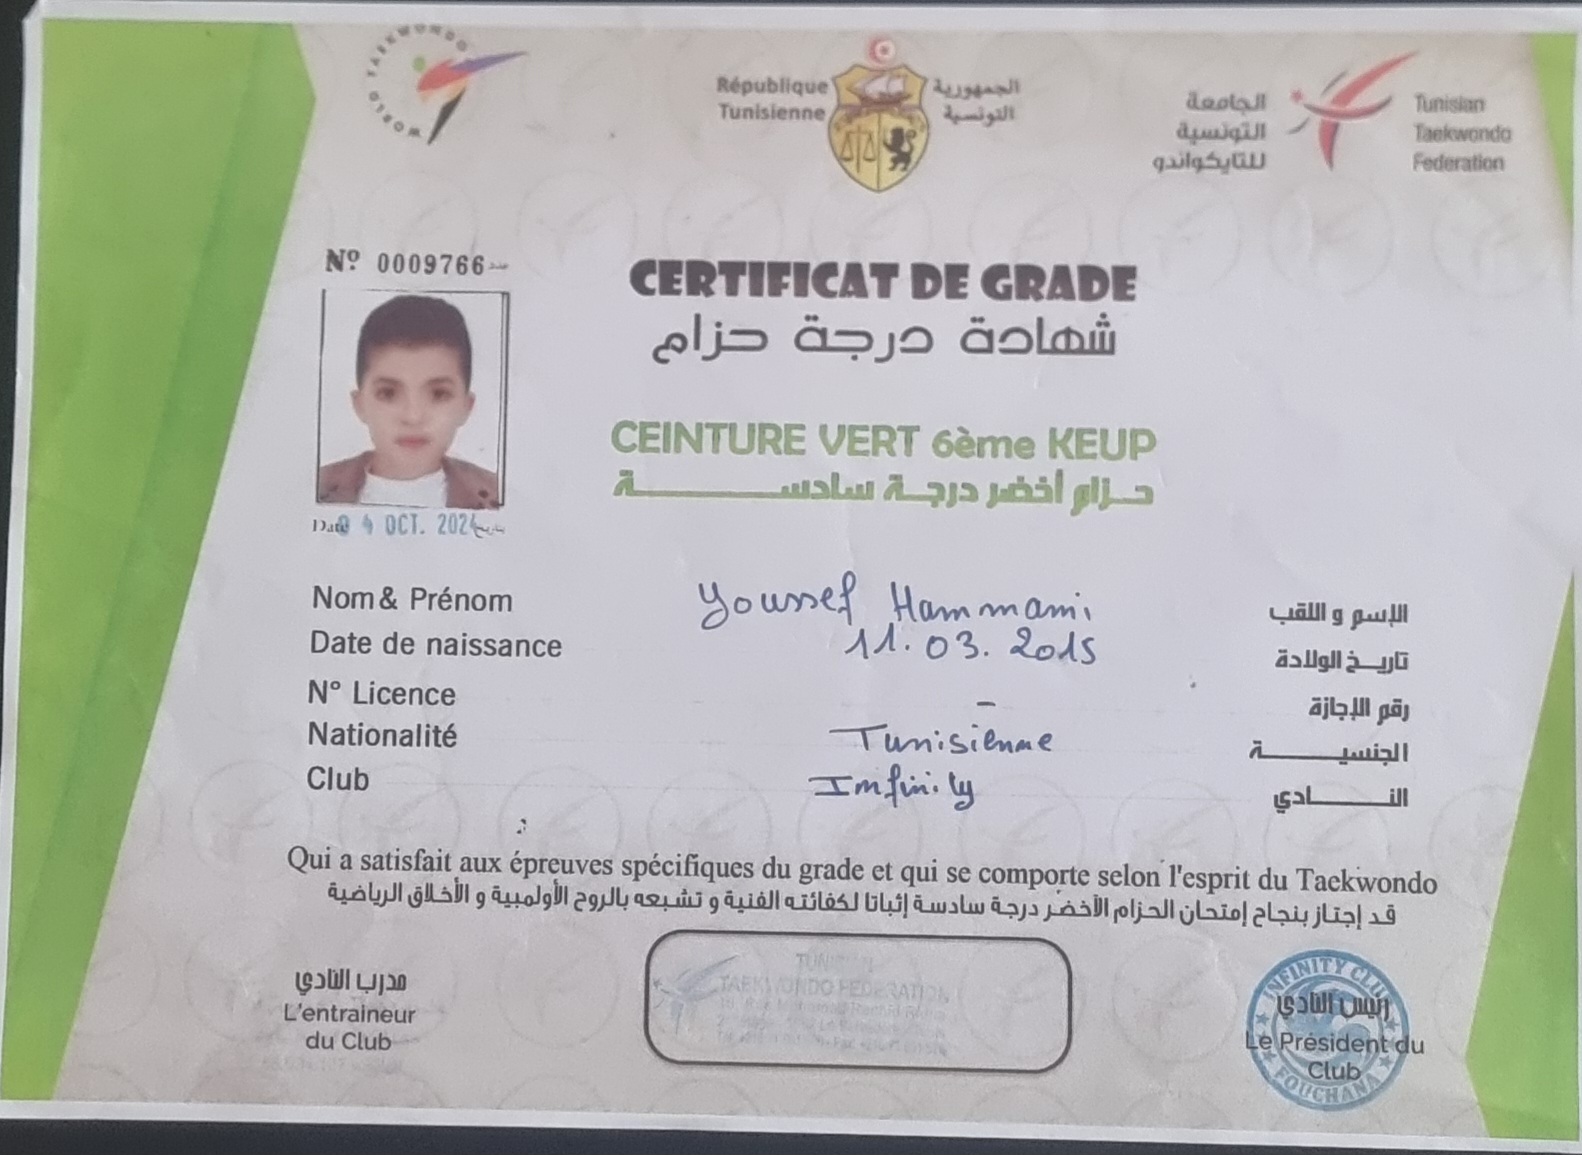 WORLD TAEKWONDO
République
Tunisienne
الجمهورية
التونسية
الجامعة
التونسية
للتايكواندو
Tunisian
Taekwondo
Federation
Nº 0009766 عدد
CERTIFICAT DE GRADE
شهادة درجة حزام
CEINTURE VERT 6ème KEUP
حزام أخضر درجة سادسة
Date 04 OCT. 2024 بتاريخ
Nom& Prénom Youssef Hammami الإسم و اللقب
Date de naissance 11.03.2015 تاريخ الولادة
N° Licence - رقم الإجازة
Nationalité Tunisienne الجنسية
Club Imfinity النادي
Qui a satisfait aux épreuves spécifiques du grade et qui se comporte selon l'esprit du Taekwondo
قد إجتاز بنجاح إمتحان الحزام الأخضر درجة سادسة إثباتا لكفائته الفنية و تشبعه بالروح الأولمبية و الأخلاق الرياضية
مدرب النادي
L'entraineur
du Club
TAEKWONDO FEDERATION
INFINITY CLUB
رئيس النادي
Le Président du
Club
FOUCHANA